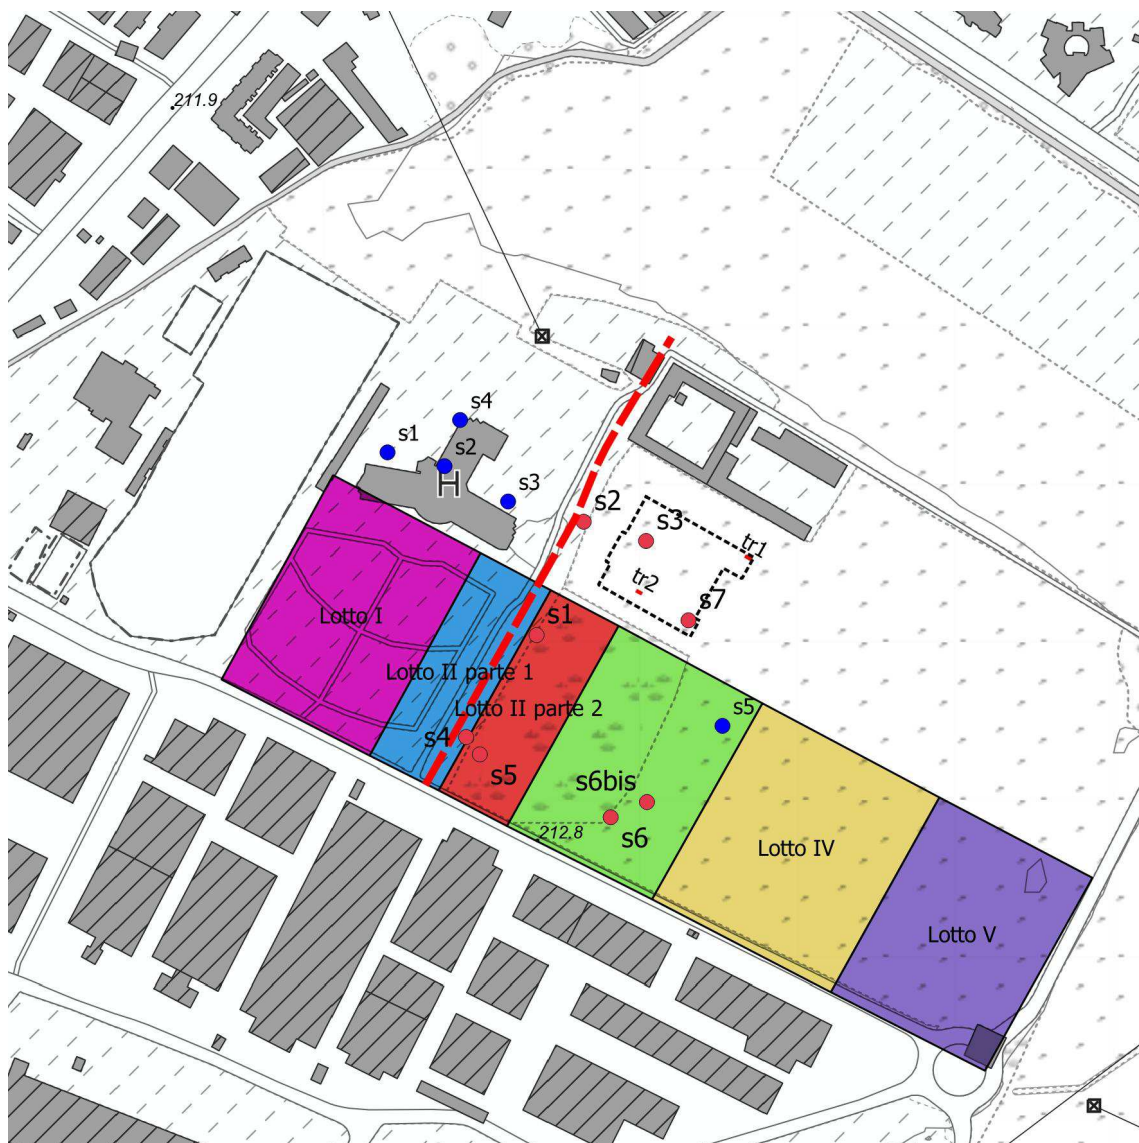 211.9
s4
s1
s2
H
s3
s2
s3
tr1
tr2
s7
Lotto I
s1
Lotto II parte 1
Lotto II parte 2
s5
s4
s5
s6bis
s6
212.8
Lotto IV
Lotto V